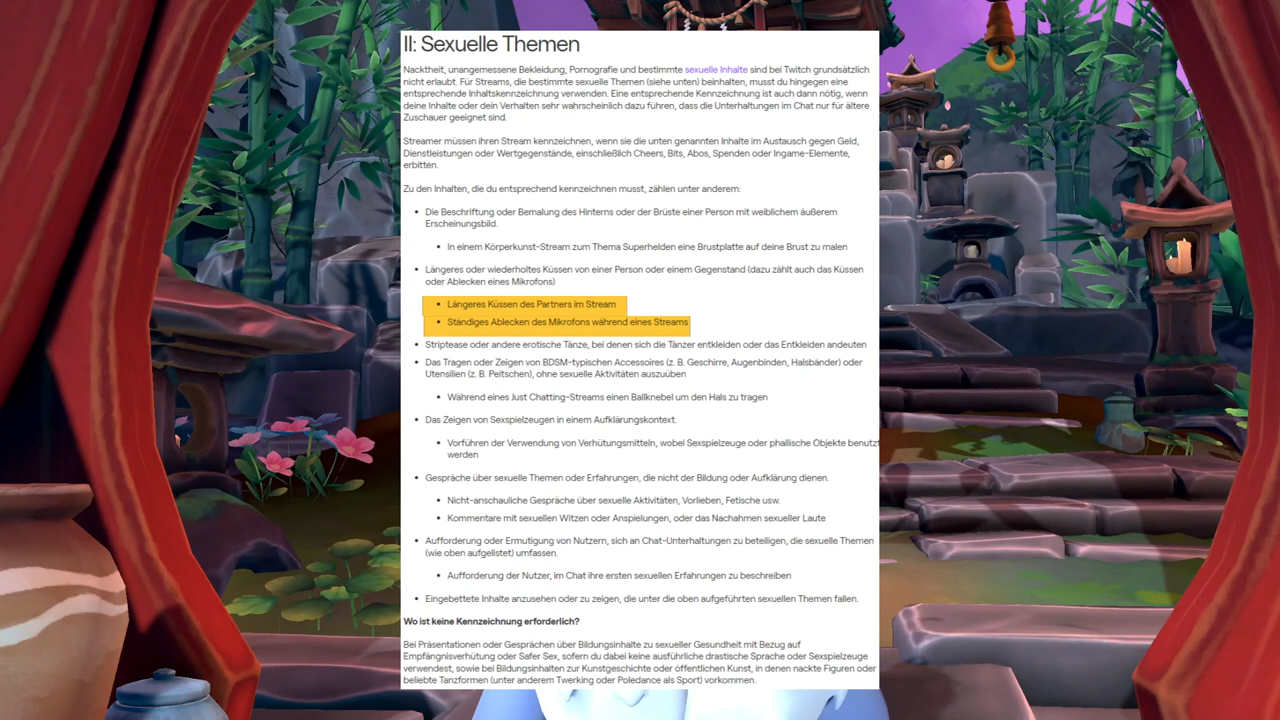 II: Sexuelle Themen
Nacktheit, unangemessene Bekleidung, Pornografie und bestimmte sexuelle Inhalte sind bei Twitch grundsätzlich
nicht erlaubt. Für Streams, die bestimmte sexuelle Themen (siehe unten) beinhalten, musst du hingegen eine
entsprechende Inhaltskennzeichnung verwenden. Eine entsprechende Kennzeichnung ist auch dann nötig, wenn
deine Inhalte oder dein Verhalten sehr wahrscheinlich dazu führen, dass die Unterhaltungen im Chat nur für ältere
Zuschauer geeignet sind.
Streamer müssen ihren Stream kennzeichnen, wenn sie die unten genannten Inhalte im Austausch gegen Geld,
Dienstleistungen oder Wertgegenstände, einschließlich Cheers, Bits, Abos, Spenden oder Ingame-Elemente,
erbitten.
Zu den Inhalten, die du entsprechend kennzeichnen musst, zählen unter anderem:
• Die Beschriftung oder Bemalung des Hinterns oder der Brüste einer Person mit weiblichem äußerem
Erscheinungsbild.
• In einem Körperkunst-Stream zum Thema Superhelden eine Brustplatte auf deine Brust zu malen
• Längeres oder wiederholtes Küssen von einer Person oder einem Gegenstand (dazu zählt auch das Küssen
oder Ablecken eines Mikrofons)
• Längeres Küssen des Partners im Stream
• Ständiges Ablecken des Mikrofons während eines Streams
• Striptease oder andere erotische Tänze, bei denen sich die Tänzer entkleiden oder das Entkleiden andeuten
• Das Tragen oder Zeigen von BDSM-typischen Accessoires (z. B. Geschirre, Augenbinden, Halsbänder) oder
Utensilien (z. B. Peitschen), ohne sexuelle Aktivitäten auszuüben
• Während eines Just Chatting-Streams einen Ballknebel um den Hals zu tragen
• Das Zeigen von Sexspielzeugen in einem Aufklärungskontext.
• Vorführen der Verwendung von Verhütungsmitteln, wobei Sexspielzeuge oder phallische Objekte benutzt
werden
• Gespräche über sexuelle Themen oder Erfahrungen, die nicht der Bildung oder Aufklärung dienen.
• Nicht-anschauliche Gespräche über sexuelle Aktivitäten, Vorlieben, Fetische usw.
• Kommentare mit sexuellen Witzen oder Anspielungen, oder das Nachahmen sexueller Laute
• Aufforderung oder Ermutigung von Nutzern, sich an Chat-Unterhaltungen zu beteiligen, die sexuelle Themen
(wie oben aufgelistet) umfassen.
• Aufforderung der Nutzer, im Chat ihre ersten sexuellen Erfahrungen zu beschreiben
• Eingebettete Inhalte anzusehen oder zu zeigen, die unter die oben aufgeführten sexuellen Themen fallen.
Wo ist keine Kennzeichnung erforderlich?
Bei Präsentationen oder Gesprächen über Bildungsinhalte zu sexueller Gesundheit mit Bezug auf
Empfängnisverhütung oder Safer Sex, sofern du dabei keine ausführliche drastische Sprache oder Sexspielzeuge
verwendest, sowie bei Bildungsinhalten zur Kunstgeschichte oder öffentlichen Kunst, in denen nackte Figuren oder
beliebte Tanzformen (unter anderem Twerking oder Poledance als Sport) vorkommen.